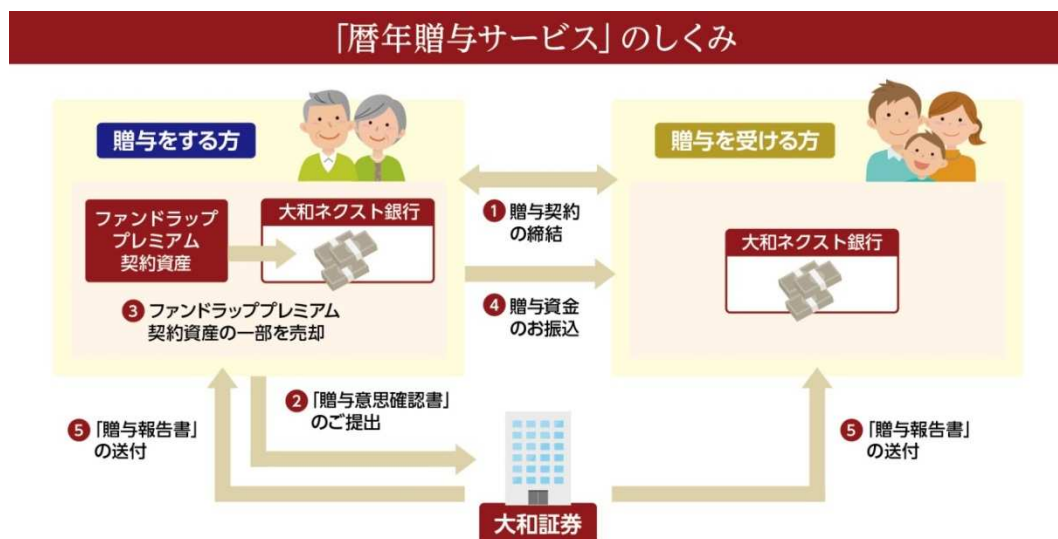 「暦年贈与サービス」のしくみ
贈与をする方
贈与を受ける方
ファンドラップ
プレミアム
契約資産
大和ネクスト銀行
❸ ファンドラッププレミアム
契約資産の一部を売却
❶ 贈与契約
の締結
❹ 贈与資金
のお振込
大和ネクスト銀行
❺「贈与報告書」
の送付
❷「贈与意思確認書」
のご提出
❺「贈与報告書」
の送付
大和証券